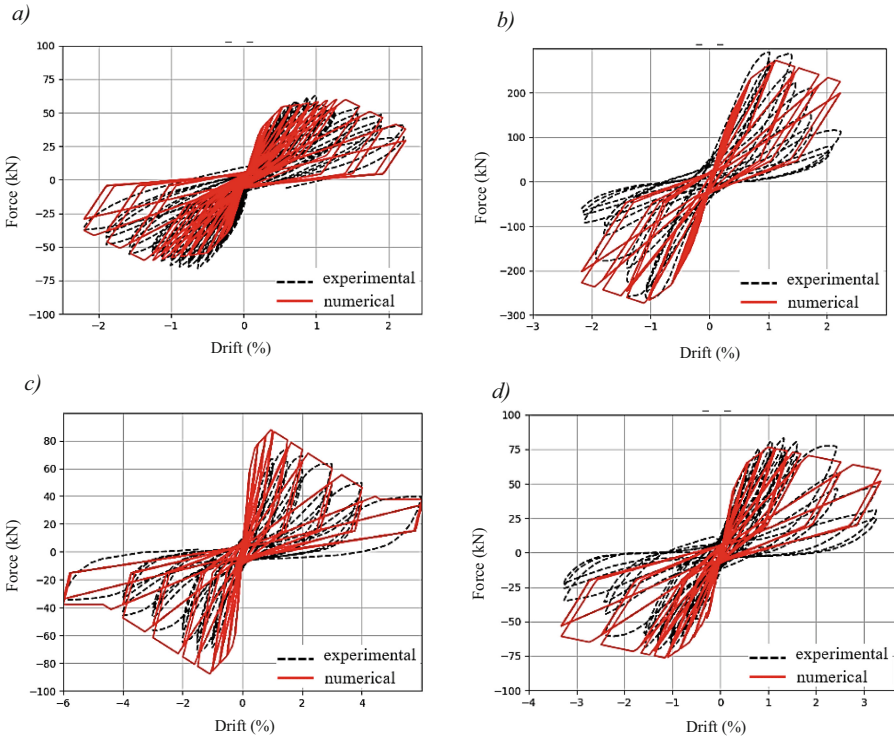 a)
100
75
50
25
0
−25
−50
−75
−100
Force (kN)
−2
−1
0
1
2
Drift (%)
experimental
numerical
b)
200
100
0
−100
−200
−300
Force (kN)
−3
−2
−1
0
1
2
Drift (%)
experimental
numerical
c)
80
60
40
20
0
−20
−40
−60
−80
−100
Force (kN)
−6
−4
−2
0
2
4
Drift (%)
experimental
numerical
d)
100
75
50
25
0
−25
−50
−75
−100
Force (kN)
−4
−3
−2
−1
0
1
2
3
Drift (%)
experimental
numerical